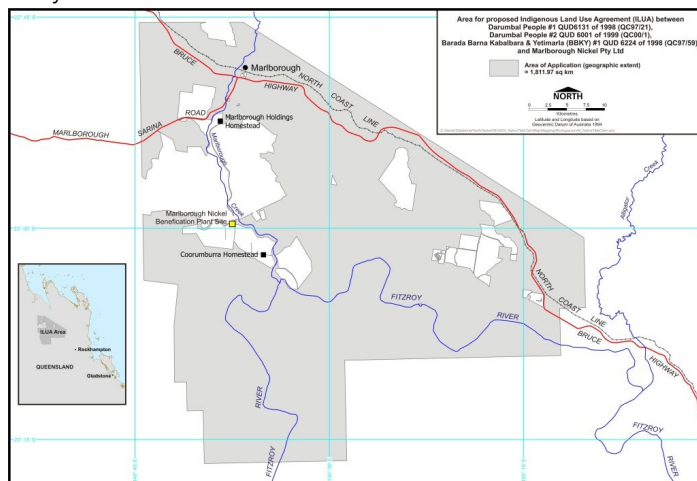 Area for proposed Indigenous Land Use Agreement (ILUA) between
Darumbal People #1 QUD6131 of 1998 (QC97/21),
Darumbal People #2 QUD 6001 of 1999 (QC00/1),
Barada Barna Kabalbara & Yetimarla (BBKY) #1 QUD 6224 of 1998 (QC97/59)
and Marlborough Nickel Pty Ltd
Area of Application (geographic extent)
= 1,811.97 sq km
NORTH
0 2.5 5 7.5 10
Kilometres
Latitude and Longitude based on
Geocentric Datum of Australia 1994
Marlborough
BRUCE
HIGHWAY
NORTH
COAST
LINE
MARLBOROUGH
SARINA
ROAD
Marlborough Holdings
Homestead
Marlborough
Creek
Marlborough Nickel
Benefication Plant Site
Coorumburra Homestead
Alligator
Creek
FITZROY
RIVER
NORTH
COAST
LINE
BRUCE
HIGHWAY
ILUA Area
Rockhampton
QUEENSLAND
Gladstone
RIVER
FITZROY
FITZROY
RIVER